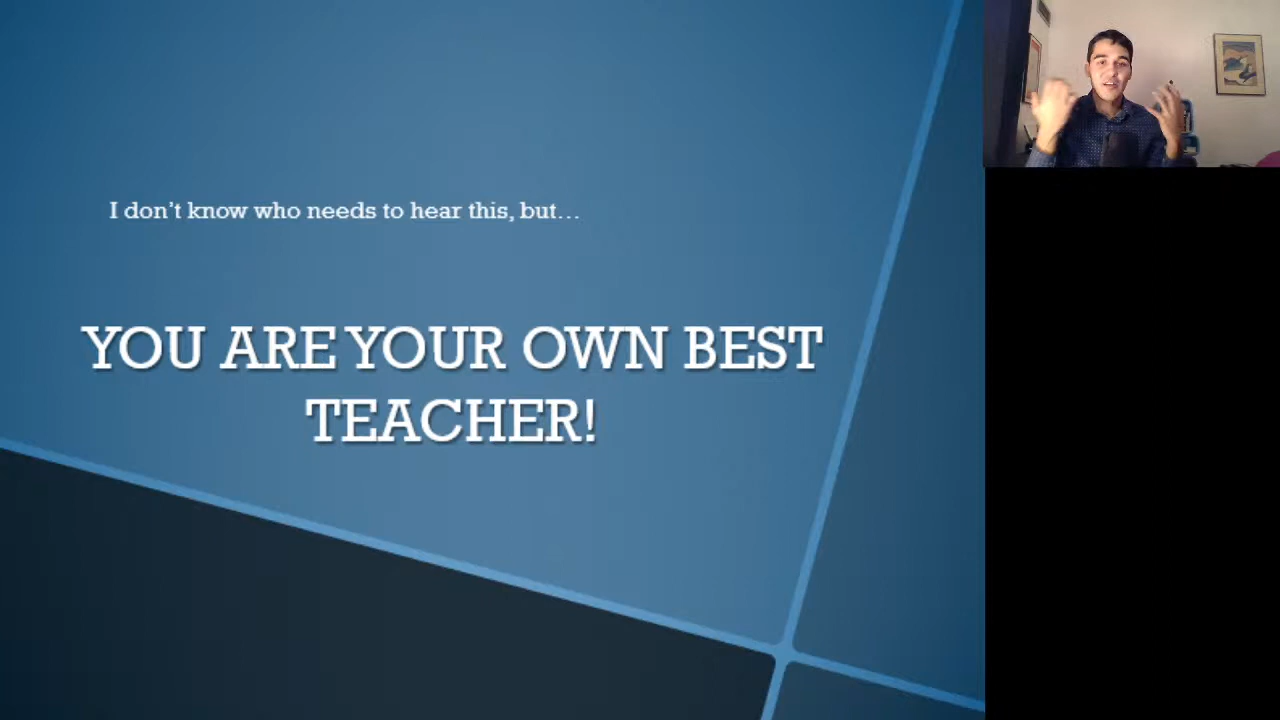 I don't know who needs to hear this, but…
YOU ARE YOUR OWN BEST
TEACHER!